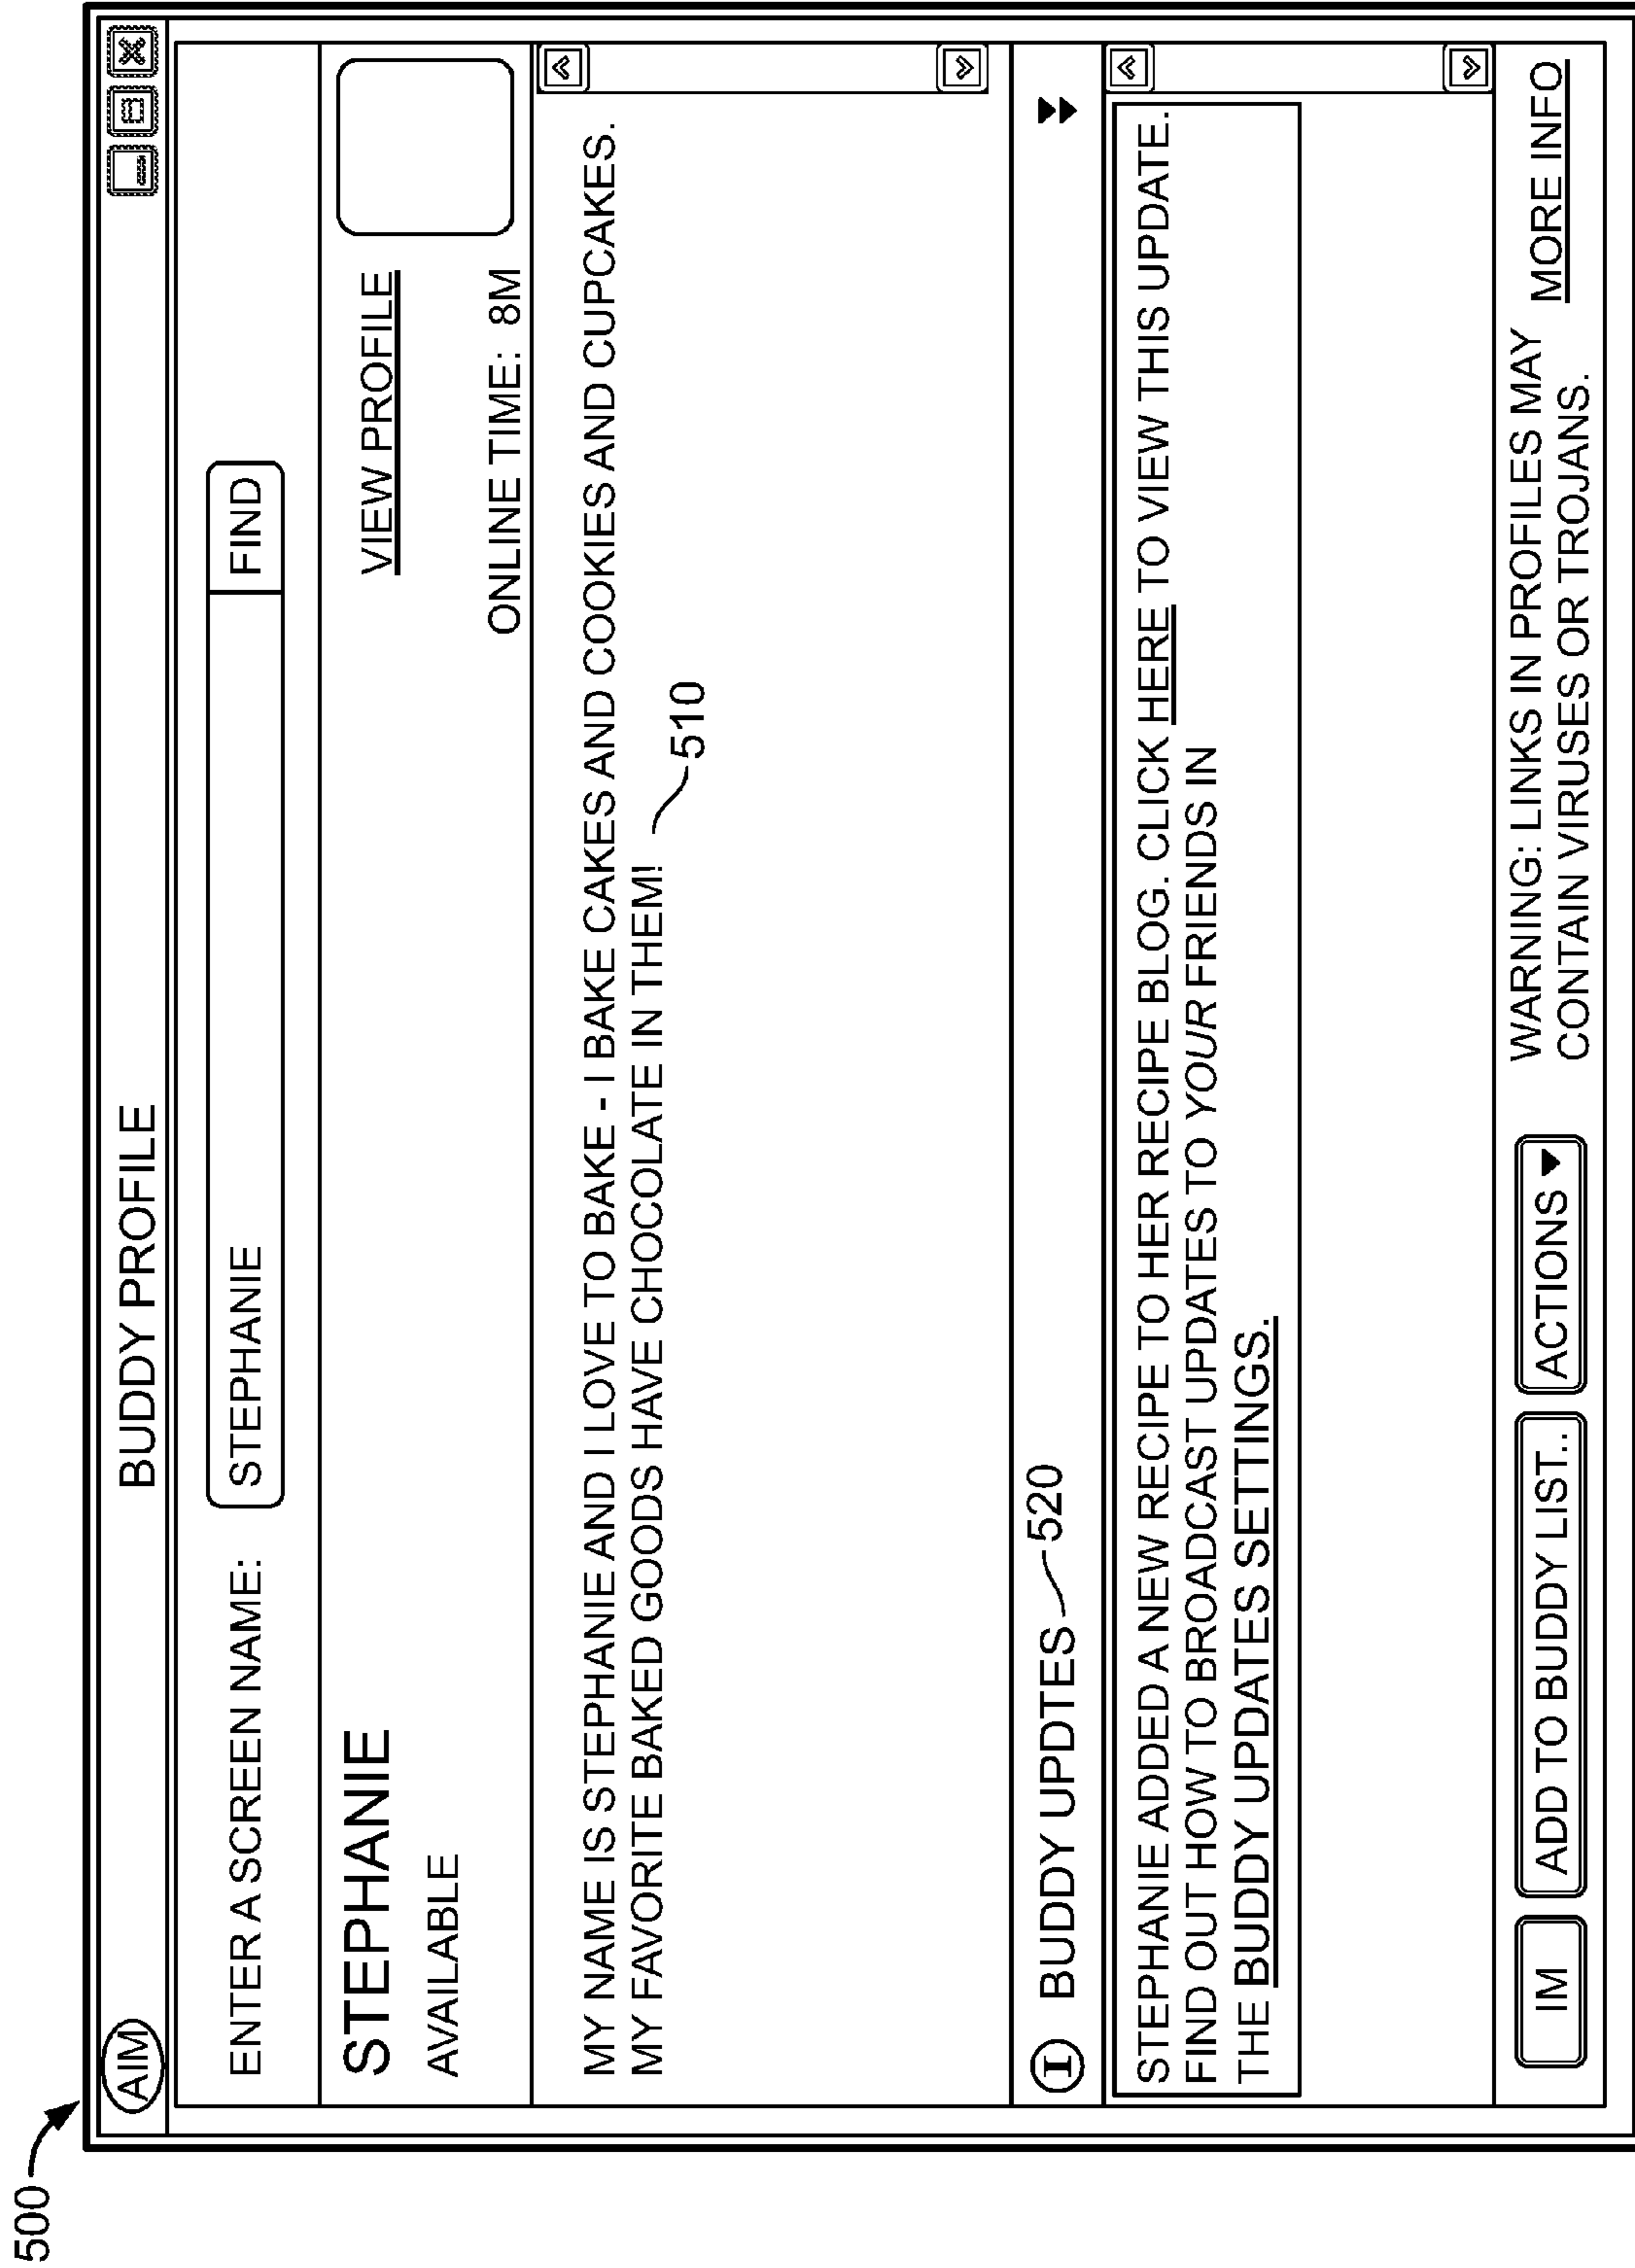 500
AIM
BUDDY PROFILE
ENTER A SCREEN NAME: STEPHANIE FIND
STEPHANIE
VIEW PROFILE
AVAILABLE
ONLINE TIME: 8M
MY NAME IS STEPHANIE AND I LOVE TO BAKE - I BAKE CAKES AND COOKIES AND CUPCAKES.
MY FAVORITE BAKED GOODS HAVE CHOCOLATE IN THEM!
510
I BUDDY UPDTES 520
STEPHANIE ADDED A NEW RECIPE TO HER RECIPE BLOG. CLICK HERE TO VIEW THIS UPDATE.
FIND OUT HOW TO BROADCAST UPDATES TO YOUR FRIENDS IN
THE BUDDY UPDATES SETTINGS.
IM ADD TO BUDDY LIST.. ACTIONS
WARNING: LINKS IN PROFILES MAY
CONTAIN VIRUSES OR TROJANS.
MORE INFO